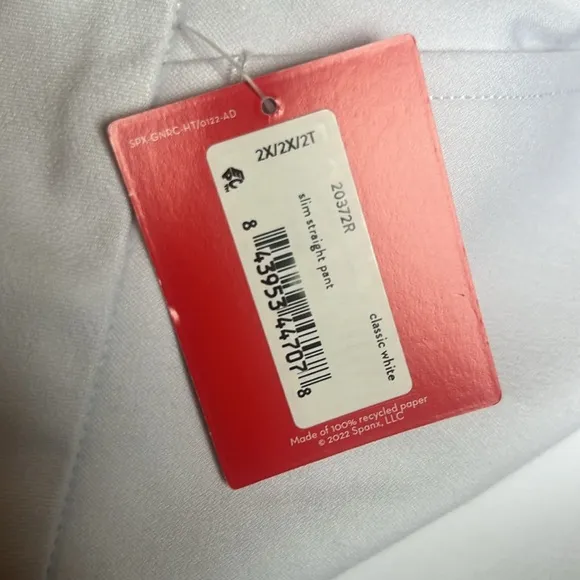 SPX-GNRC-HT/0122-AD
2X/2X/2T
20372R
slim straight pant
classic white
8 43953 44707 8
Made of 100% recycled paper
© 2022 Spanx, LLC